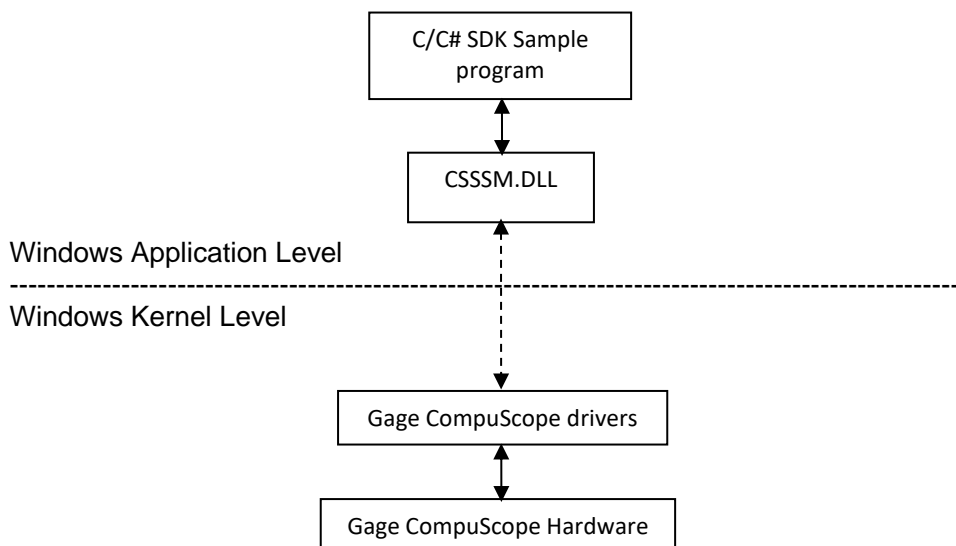 C/C# SDK Sample
program
CSSSM.DLL
Windows Application Level
Windows Kernel Level
Gage CompuScope drivers
Gage CompuScope Hardware